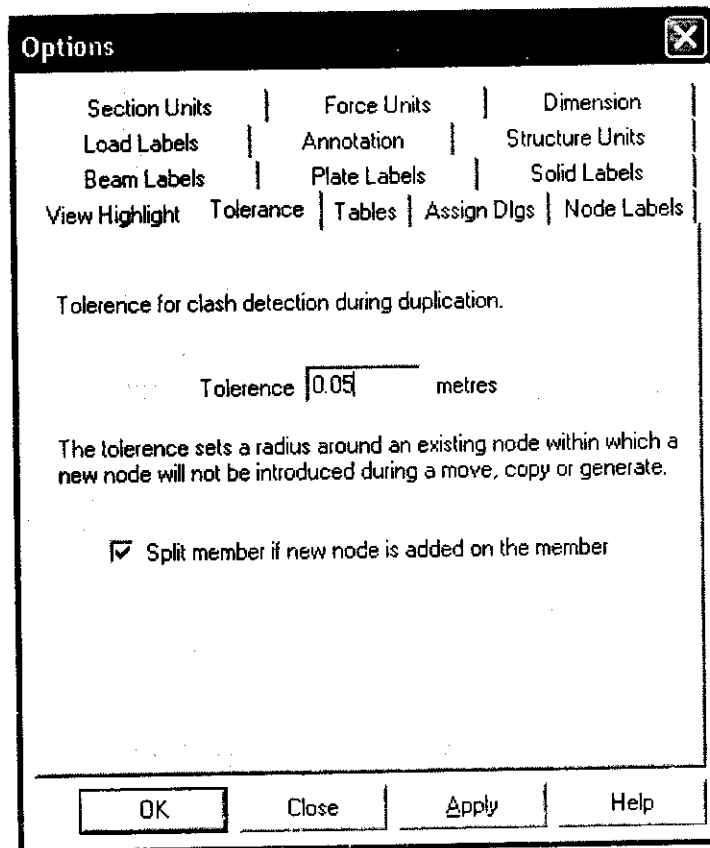 Options
Section Units Force Units Dimension
Load Labels Annotation Structure Units
Beam Labels Plate Labels Solid Labels
View Highlight Tolerance Tables Assign Dlgs Node Labels
Tolerence for clash detection during duplication.
Tolerence 0.05 metres
The tolerence sets a radius around an existing node within which a
new node will not be introduced during a move, copy or generate.
Split member if new node is added on the member
OK Close Apply Help